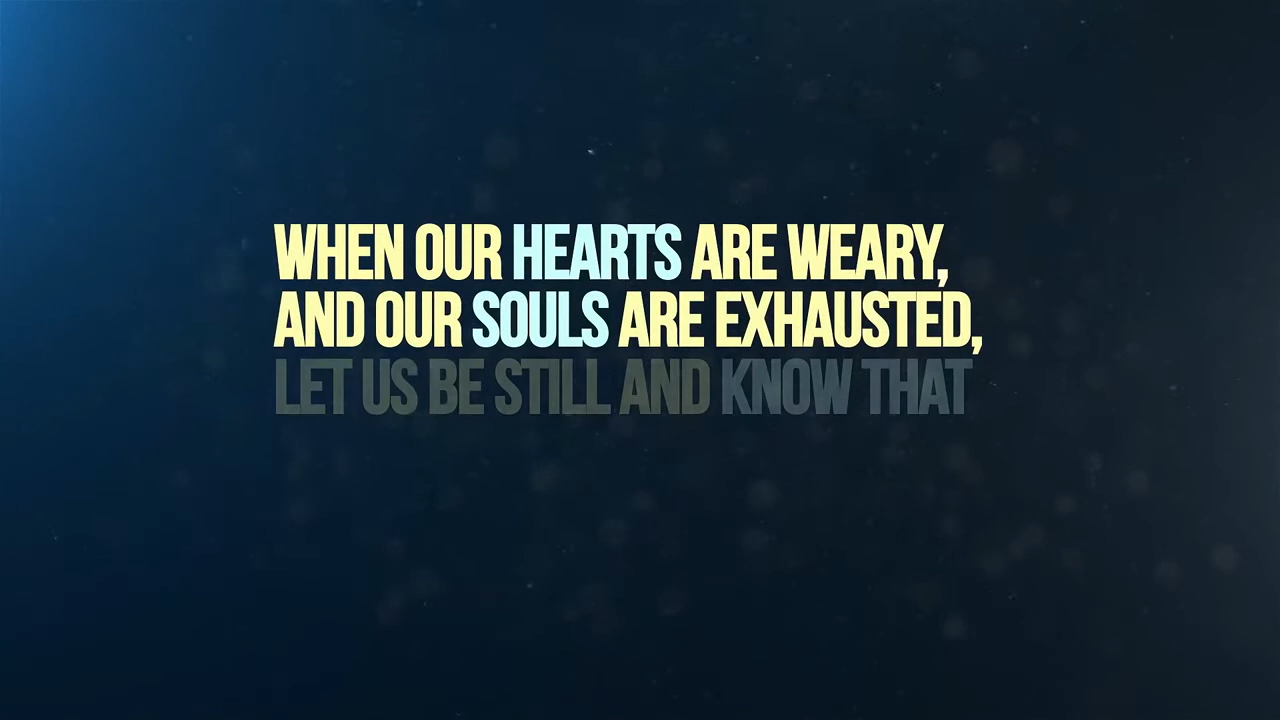 WHEN OUR HEARTS ARE WEARY,
AND OUR SOULS ARE EXHAUSTED,
LET US BE STILL AND KNOW THAT